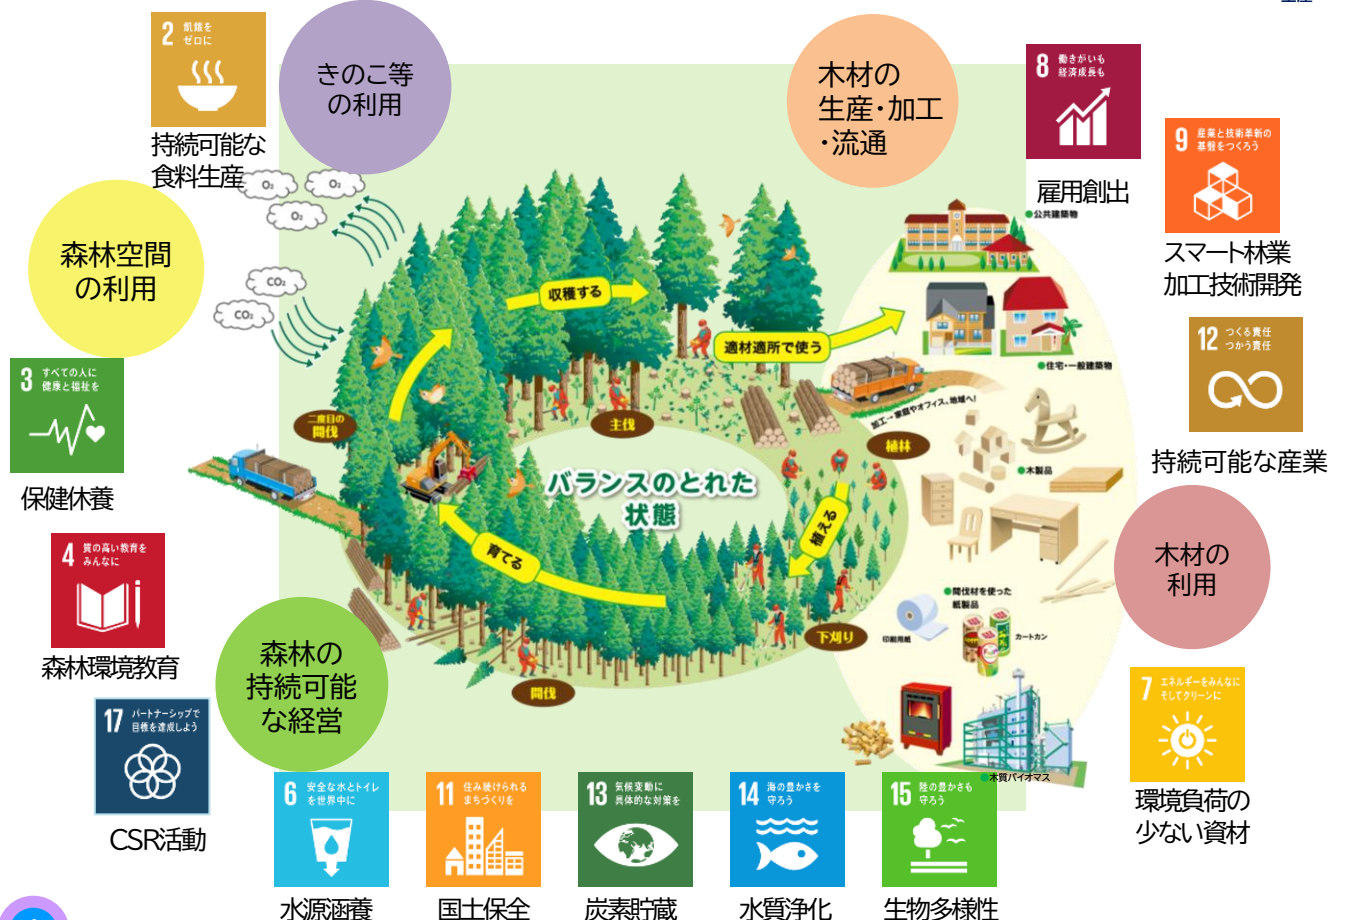 2 飢餓を
ゼロに
持続可能な
食料生産
きのこ等
の利用
木材の
生産・加工
・流通
8 働きがいも
経済成長も
雇用創出
9 産業と技術革新の
基盤をつくろう
スマート林業
加工技術開発
12 つくる責任
つかう責任
持続可能な産業
森林空間
の利用
O₂
O₂
O₂
CO₂
CO₂
3 すべての人に
健康と福祉を
保健休養
4 質の高い教育を
みんなに
森林環境教育
17 パートナーシップで
目標を達成しよう
CSR活動
森林の
持続可能
な経営
収穫する
適材適所で使う
二度目の
間伐
主伐
植林
バランスのとれた
状態
植える
育てる
下刈り
間伐
加工→家庭やオフィス、地域へ!
●公共建築物
●住宅・一般建築物
●木製品
●間伐材を使った
紙製品
印刷用紙
カートカン
●木質バイオマス
木材の
利用
7 エネルギーをみんなに
そしてクリーンに
環境負荷の
少ない資材
6 安全な水とトイレ
を世界中に
水源涵養
11 住み続けられる
まちづくりを
国土保全
13 気候変動に
具体的な対策を
炭素貯蔵
14 海の豊かさを
守ろう
水質浄化
15 陸の豊かさも
守ろう
生物多様性